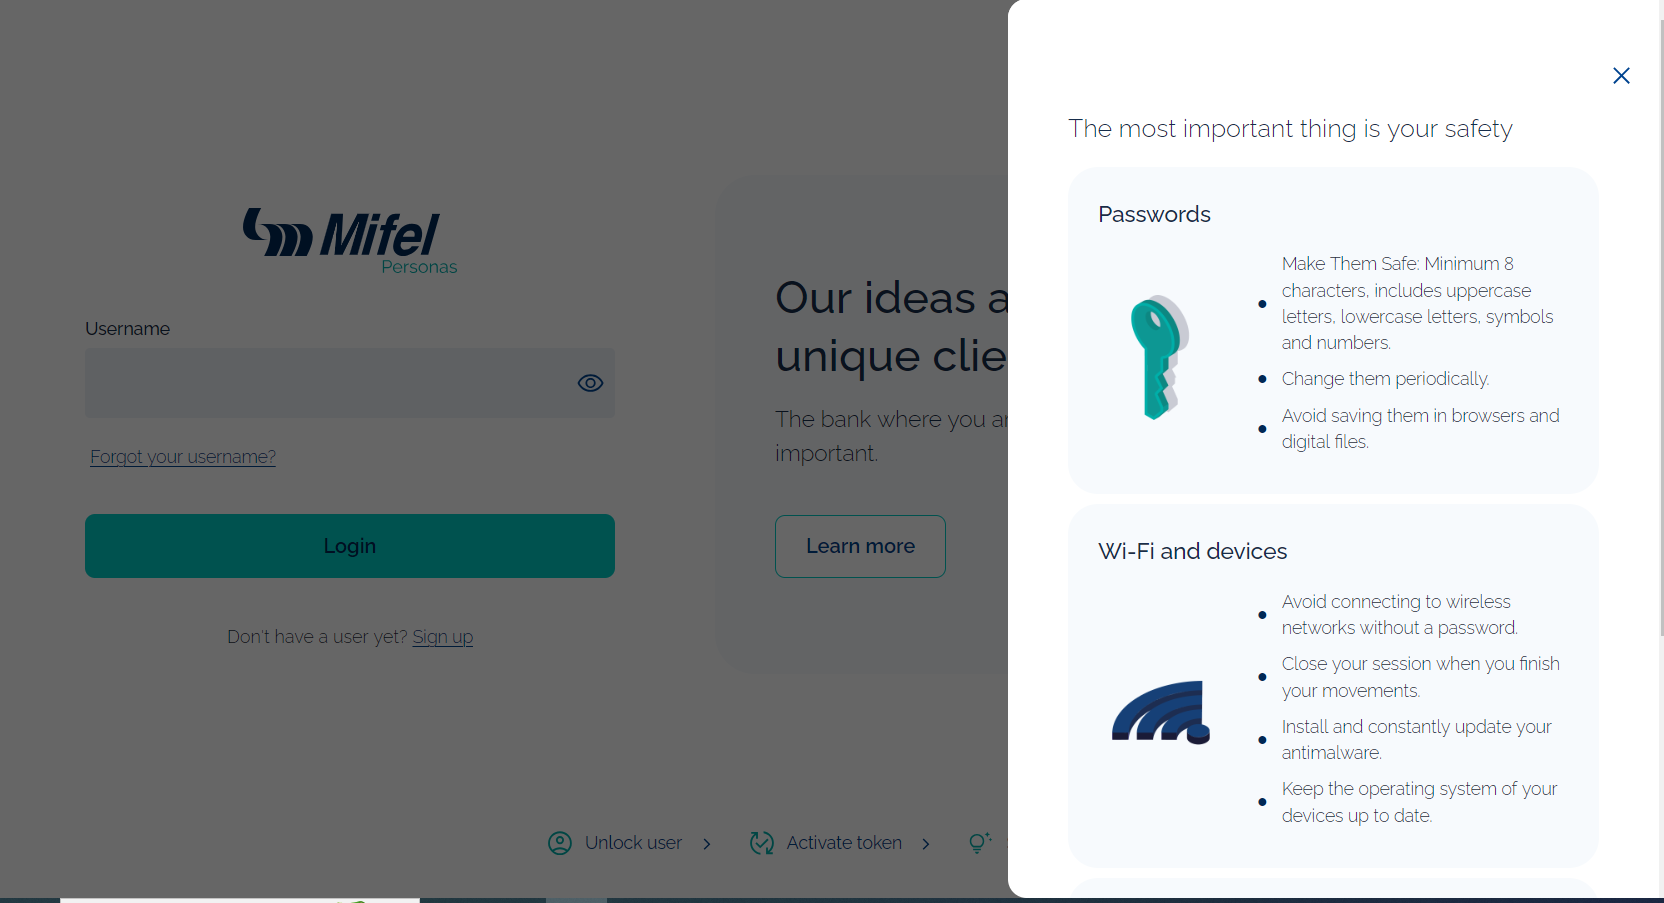 Mifel
Personas
Username
Forgot your username?
Login
Don't have a user yet? Sign up
Our ideas a
unique clie
The bank where you ar
important.
Learn more
Unlock user
Activate token
The most important thing is your safety
Passwords
Make Them Safe: Minimum 8
characters, includes uppercase
letters, lowercase letters, symbols
and numbers.
Change them periodically.
Avoid saving them in browsers and
digital files.
Wi-Fi and devices
Avoid connecting to wireless
networks without a password.
Close your session when you finish
your movements.
Install and constantly update your
antimalware.
Keep the operating system of your
devices up to date.